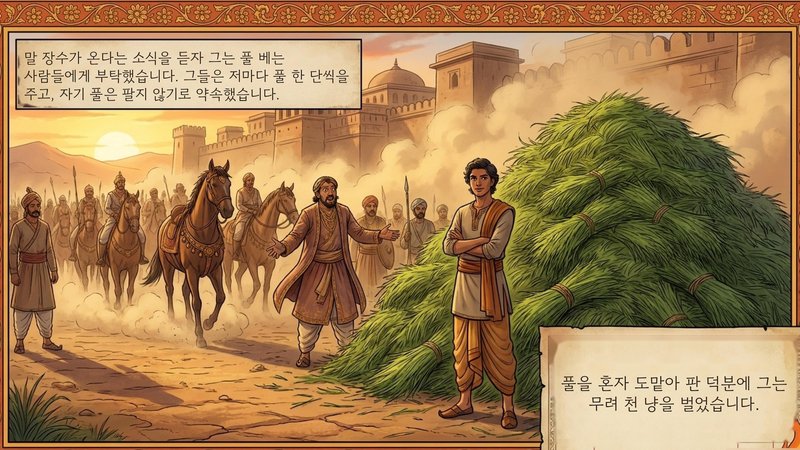 말 장수가 온다는 소식을 듣자 그는 풀 베는
사람들에게 부탁했습니다. 그들은 저마다 풀 한 단씩을
주고, 자기 풀은 팔지 않기로 약속했습니다.
풀을 혼자 도맡아 판 덕분에 그는
무려 천 냥을 벌었습니다.